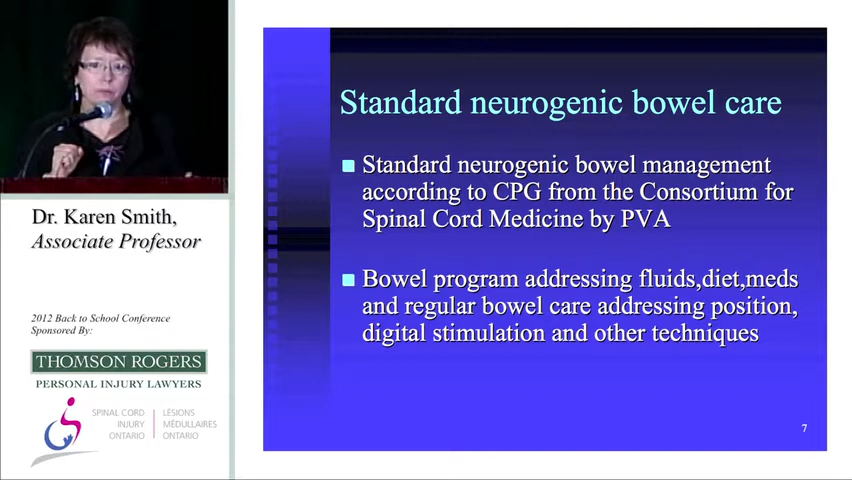 Dr. Karen Smith,
Associate Professor
2012 Back to School Conference
Sponsored By:
THOMSON ROGERS
PERSONAL INJURY LAWYERS
SPINAL CORD
INJURY
ONTARIO
LÉSIONS
MÉDULLAIRES
ONTARIO
Standard neurogenic bowel care
Standard neurogenic bowel management
according to CPG from the Consortium for
Spinal Cord Medicine by PVA
Bowel program addressing fluids,diet,meds
and regular bowel care addressing position,
digital stimulation and other techniques
7